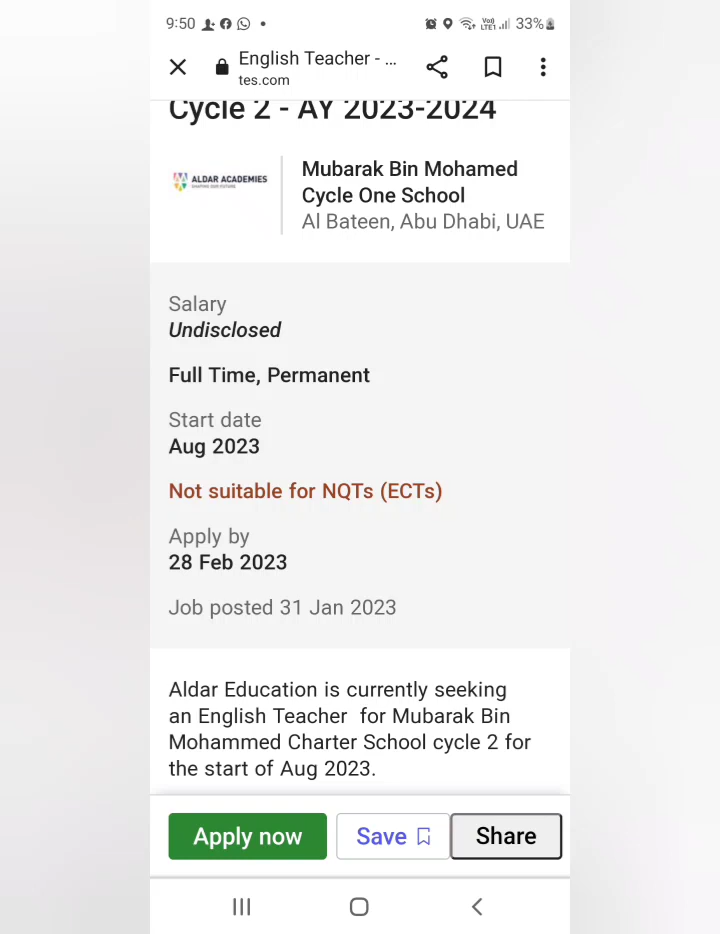 9:50
Vo) LTE1 33%
English Teacher - ...
tes.com
Cycle 2 - AY 2023-2024
ALDAR ACADEMIES
Mubarak Bin Mohamed
Cycle One School
Al Bateen, Abu Dhabi, UAE
Salary
Undisclosed
Full Time, Permanent
Start date
Aug 2023
Not suitable for NQTs (ECTs)
Apply by
28 Feb 2023
Job posted 31 Jan 2023
Aldar Education is currently seeking
an English Teacher for Mubarak Bin
Mohammed Charter School cycle 2 for
the start of Aug 2023.
Apply now Save Share